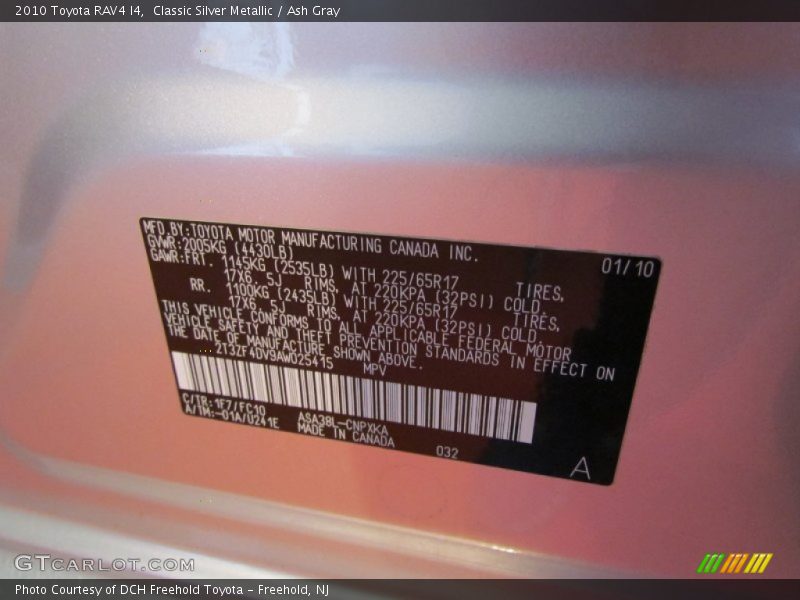 2010 Toyota RAV4 I4,  Classic Silver Metallic / Ash Gray
MFD.BY:TOYOTA MOTOR MANUFACTURING CANADA INC.
GVWR:2005KG (4430LB) 01/10
GAWR:FRT. 1145KG (2535LB) WITH 225/65R17 TIRES,
17X6.5J RIMS, AT 220KPA (32PSI) COLD.
RR. 1100KG (2435LB) WITH 225/65R17 TIRES,
17X6.5J RIMS, AT 220KPA (32PSI) COLD.
THIS VEHICLE CONFORMS TO ALL APPLICABLE FEDERAL MOTOR
VEHICLE SAFETY AND THEFT PREVENTION STANDARDS IN EFFECT ON
THE DATE OF MANUFACTURE SHOWN ABOVE.
2T3ZF4DV9AW025415 MPV
C/TR:1F7/FG10 ASA38L-CNPXKA
A/TM:-01A/U241E MADE IN CANADA
032 A
GTcarlot.com
Photo Courtesy of DCH Freehold Toyota – Freehold, NJ